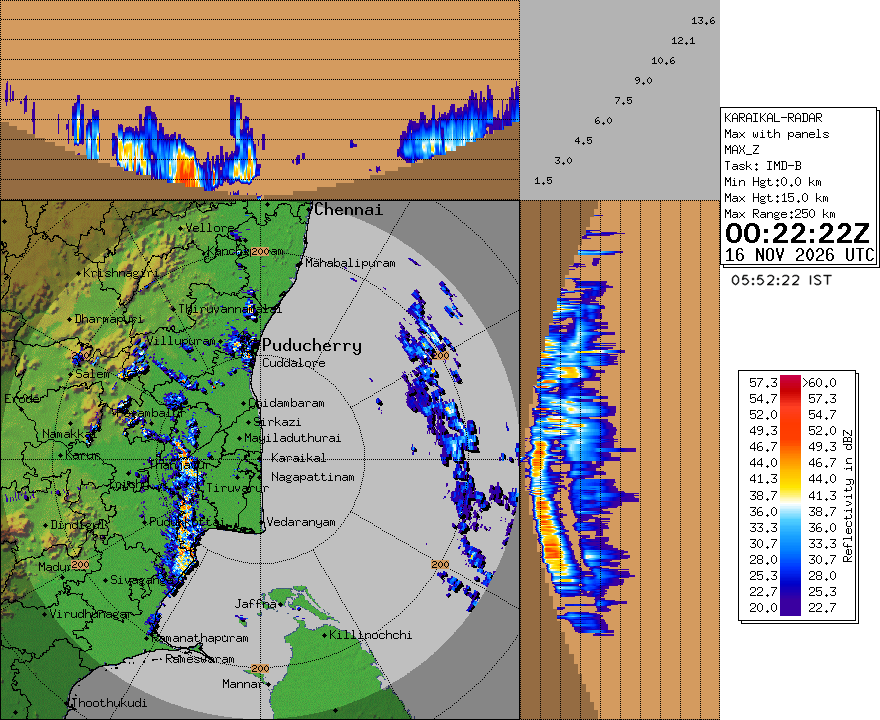 13.6
12.1
10.6
9.0
7.5
6.0
4.5
3.0
1.5
KARAIKAL-RADAR
Max with panels
MAX_Z
Task: IMD-B
Min Hgt:0.0 km
Max Hgt:15.0 km
Max Range:250 km
00:22:22Z
16 NOV 2026 UTC
05:52:22 IST
Chennai
Vellore
200
Mahabalipuram
Krishnagiri
Thiruvannamalai
Dharmapuri
Villupuram
Puducherry
200
Cuddalore
Salem
Erode
Chidambaram
Sirkazi
Namakkal
Mayiladuthurai
Karur
Karaikal
Nagapattinam
Tiruvarur
Dindigul
Pudukkottai
Vedaranyam
Madurai
200
200
Sivaganga
Jaffna
Virudhunagar
Ramanathapuram
Killinochchi
Rameswaram
200
Mannar
Thoothukudi
57.3 >60.0
54.7 57.3
52.0 54.7
49.3 52.0
46.7 49.3
44.0 46.7
41.3 44.0
38.7 41.3
36.0 38.7
33.3 36.0
30.7 33.3
28.0 30.7
25.3 28.0
22.7 25.3
20.0 22.7
Reflectivity in dBZ